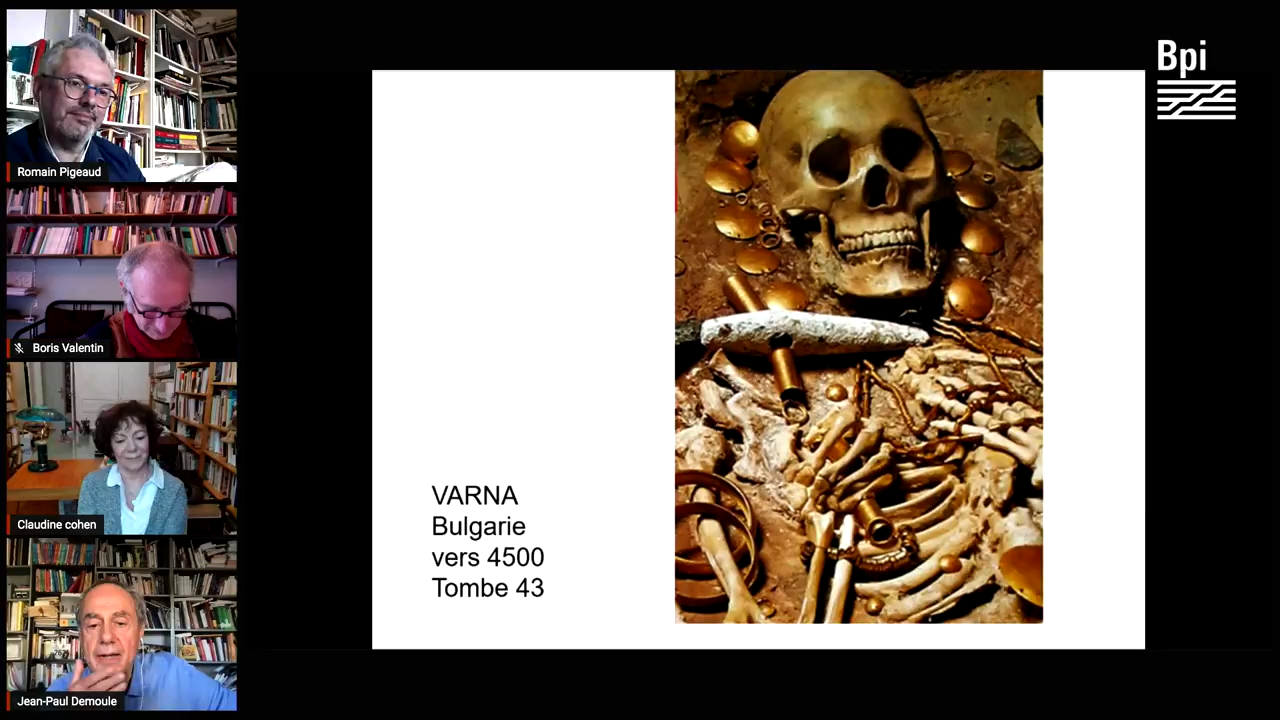 Romain Pigeaud
Boris Valentin
Claudine cohen
Jean-Paul Demoule
VARNA
Bulgarie
vers 4500
Tombe 43
Bpi